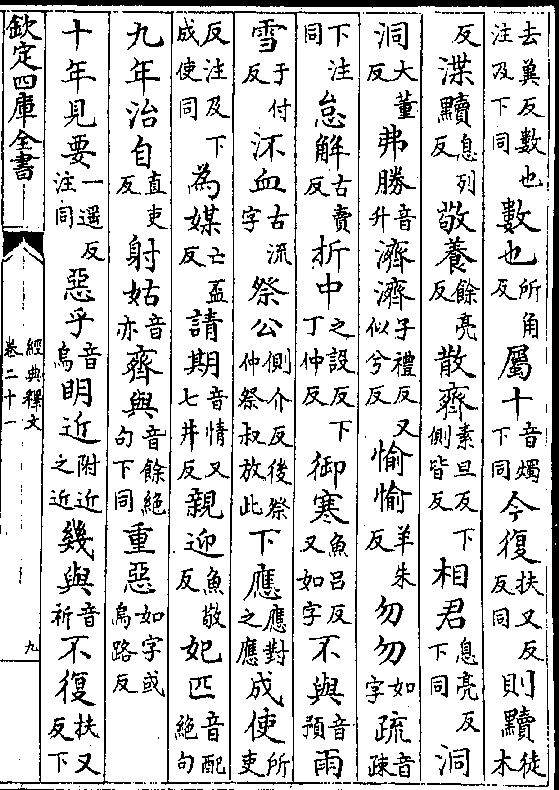 去冀反數也注及下同數也所角反屬十音燭下同今復扶又反反同則黷徒木
反渫黷息列反敬養餘亮反散齊素旦反下側皆反相君息亮反下同洞
洞大董反弗勝音升濟濟子禮反又似兮反愉愉羊朱反勿勿如字疏音疎
下注同怠解古賣反折中之設反下丁仲反御寒魚呂反又如字不與音預雨
雪于付反㳅血古流字祭公側介反後祭仲祭叔放此下應應對之應成使所吏
反注及下成使同為媒亡盃反請期音情又七井反親迎魚敬反妃匹音配絕句
九年治自直吏反射姑音亦齊與音餘絕句下同重惡如字或烏路反
十年見要一遥反注同惡乎音烏明近附近之近幾與音祈不復扶又反下
欽定四庫全書
經典釋文
卷二十一
九